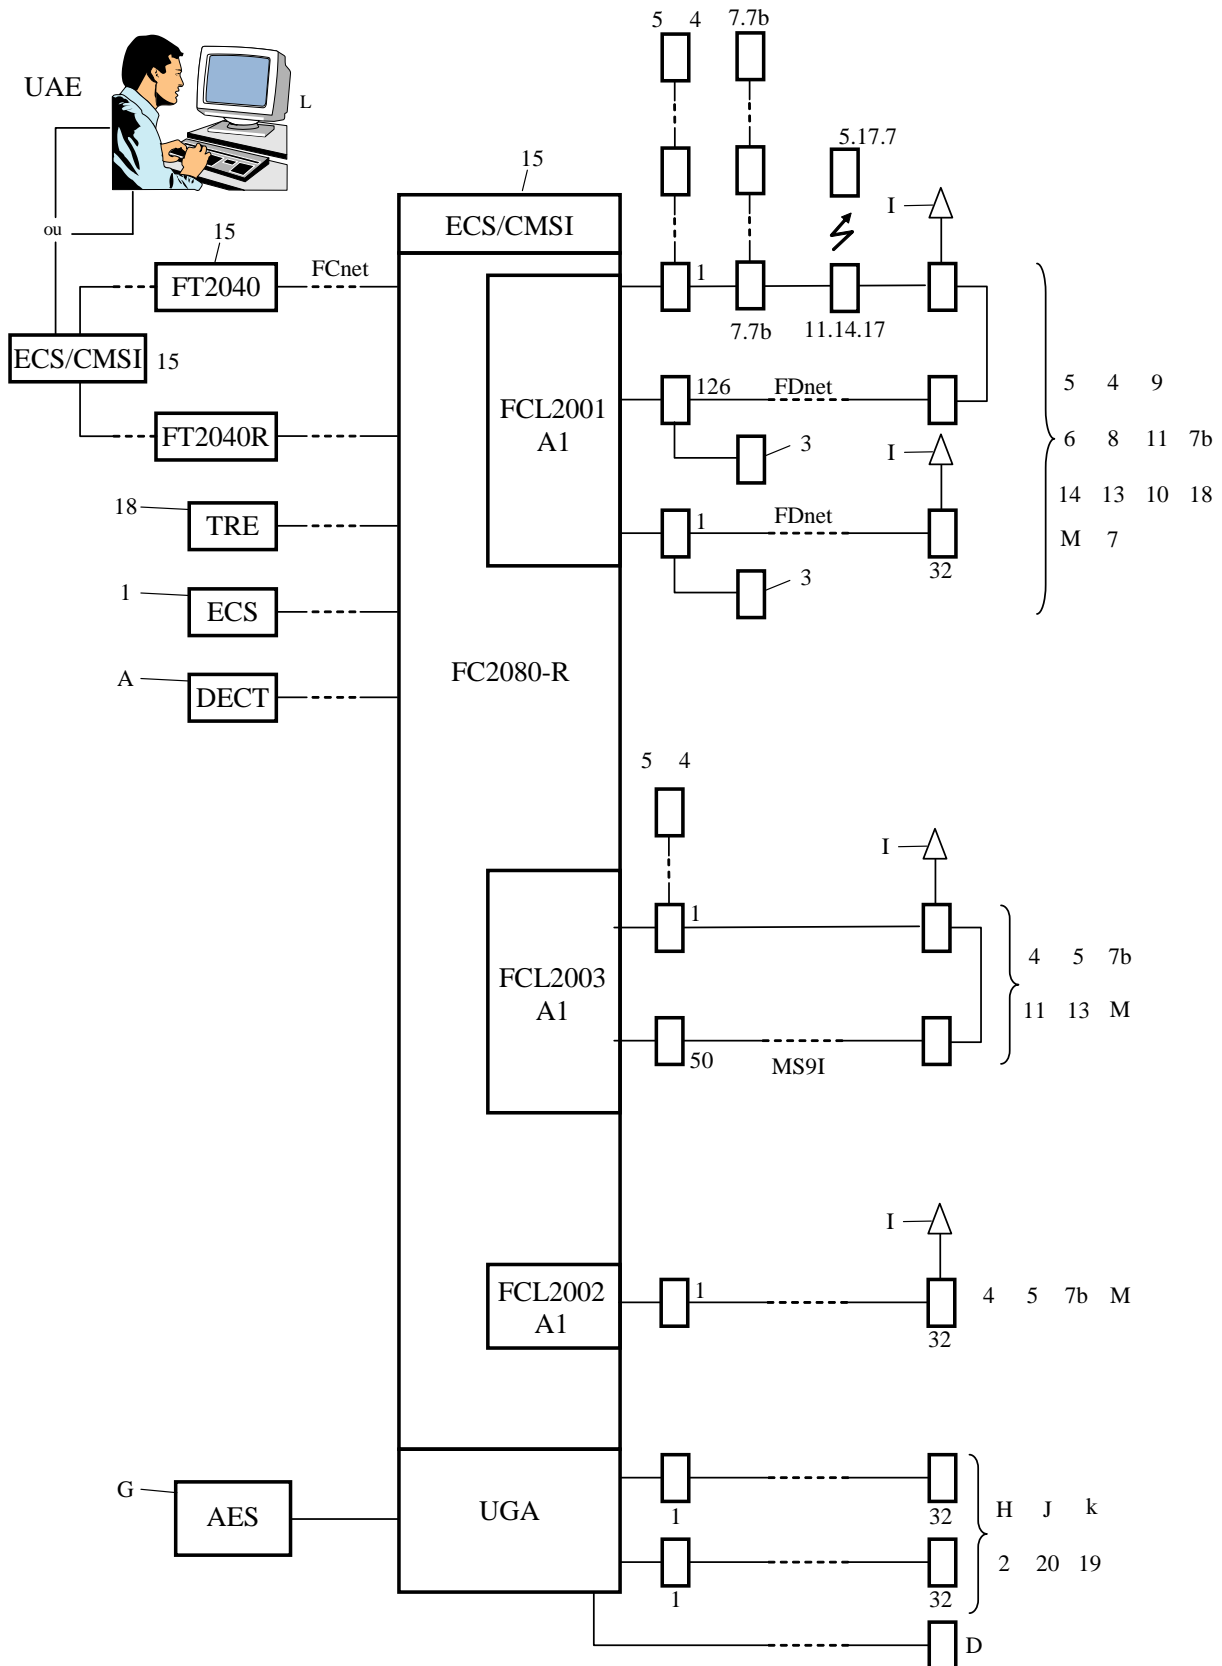 5 4 7.7b
UAE
L
5.17.7
15
I
ECS/CMSI
ou
15
FT2040
FCnet
1
7.7b
11.14.17
ECS/CMSI
15
FCL2001
A1
126
FDnet
5 4 9
FT2040R
3
I
6 8 11 7b
18
TRE
14 13 10 18
1
FDnet
M 7
32
1
ECS
3
A
DECT
FC2080-R
5 4
I
1
FCL2003
A1
4 5 7b
11 13 M
50
MS9I
I
FCL2002
A1
1
4 5 7b M
32
G
AES
UGA
1
32
H J k
2 20 19
1
32
D